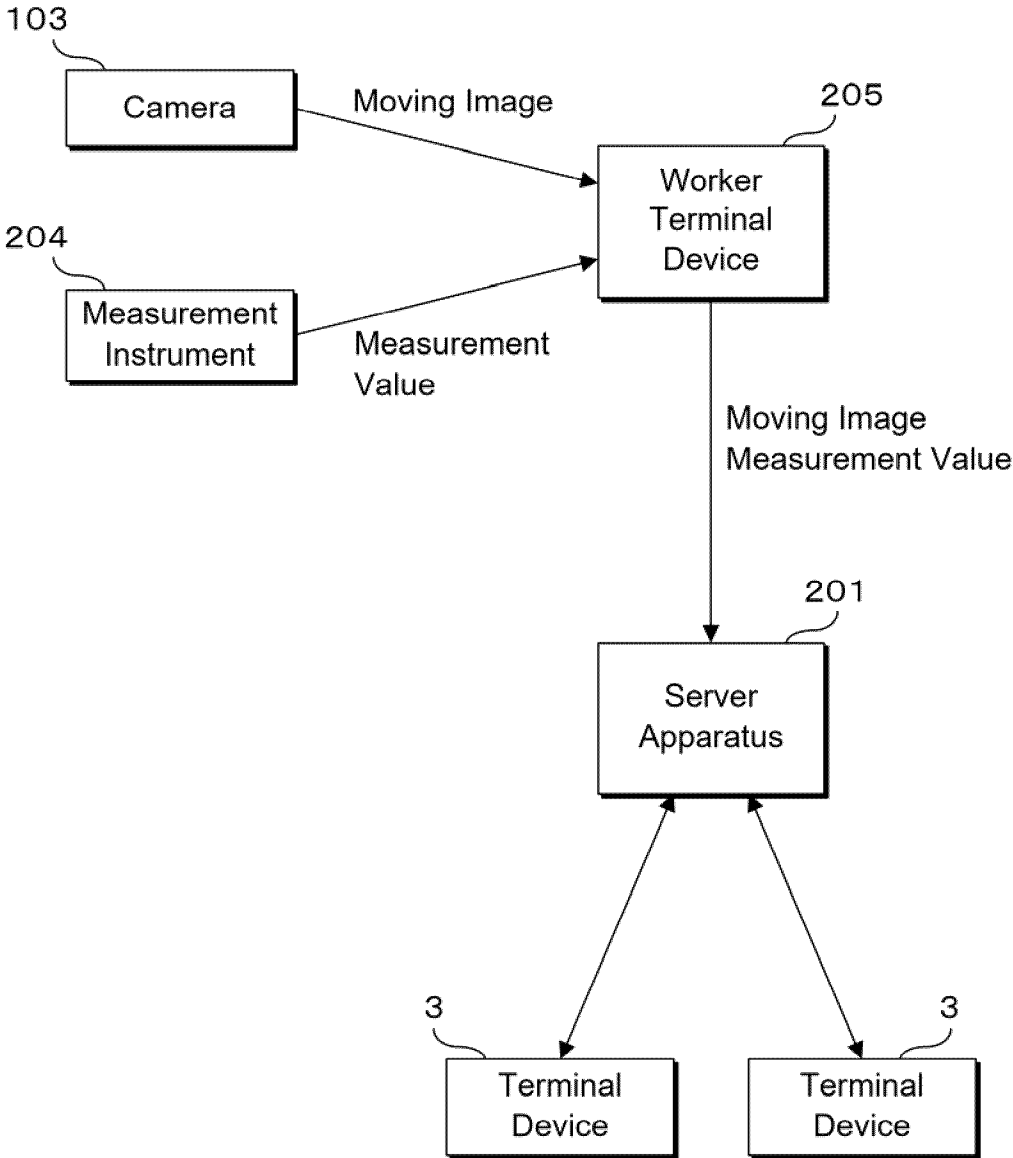 103
Camera
Moving Image
205
Worker
Terminal
Device
204
Measurement
Instrument
Measurement
Value
Moving Image
Measurement Value
201
Server
Apparatus
3
Terminal
Device
3
Terminal
Device